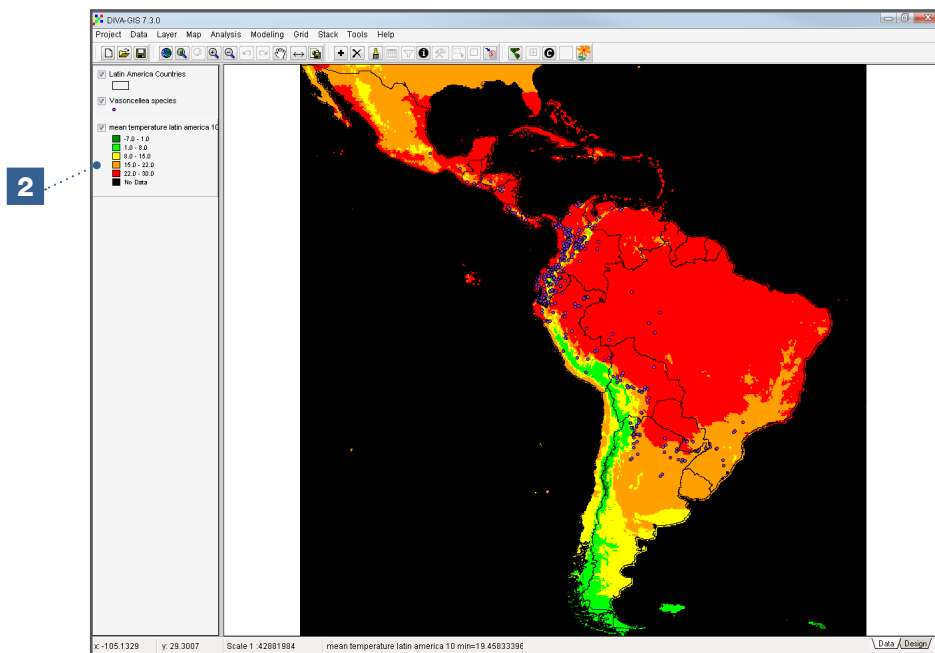 DIVA-GIS 7.3.0
Project Data Layer Map Analysis Modeling Grid Stack Tools Help
Latin America Countries
Vasconcellea species
mean temperature latin america 10
-7.0 - 1.0
1.0 - 8.0
8.0 - 15.0
15.0 - 22.0
22.0 - 30.0
No Data
2
x: -105.1329 y: 29.3007 Scale 1 :42881984 mean temperature latin america 10 min=19.45833396
Data Design